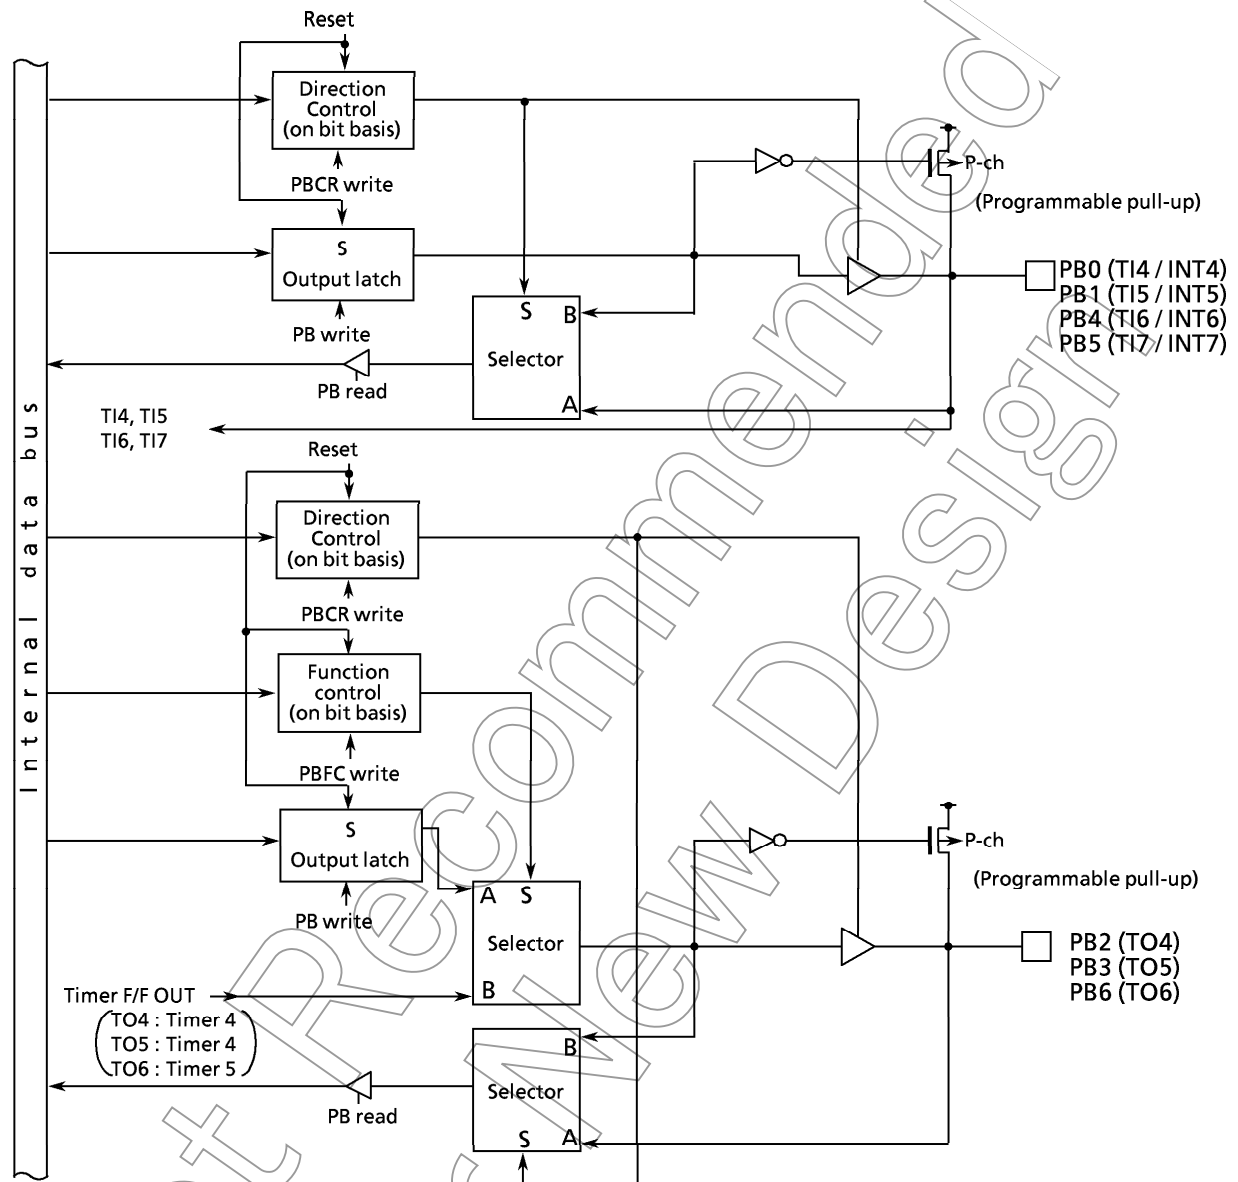 Reset
Direction
Control
(on bit basis)
PBCR write
P-ch
(Programmable pull-up)
S
Output latch
PB write
PB0 (TI4 / INT4)
PB1 (TI5 / INT5)
PB4 (TI6 / INT6)
PB5 (TI7 / INT7)
S
B
Selector
A
PB read
TI4, TI5
TI6, TI7
Internal data bus
Reset
Direction
Control
(on bit basis)
PBCR write
Function
control
(on bit basis)
PBFC write
S
Output latch
PB write
P-ch
(Programmable pull-up)
A S
Selector
B
PB2 (TO4)
PB3 (TO5)
PB6 (TO6)
Timer F/F OUT
TO4 : Timer 4
TO5 : Timer 4
TO6 : Timer 5
B
Selector
S A
PB read
t Recommended
New Design